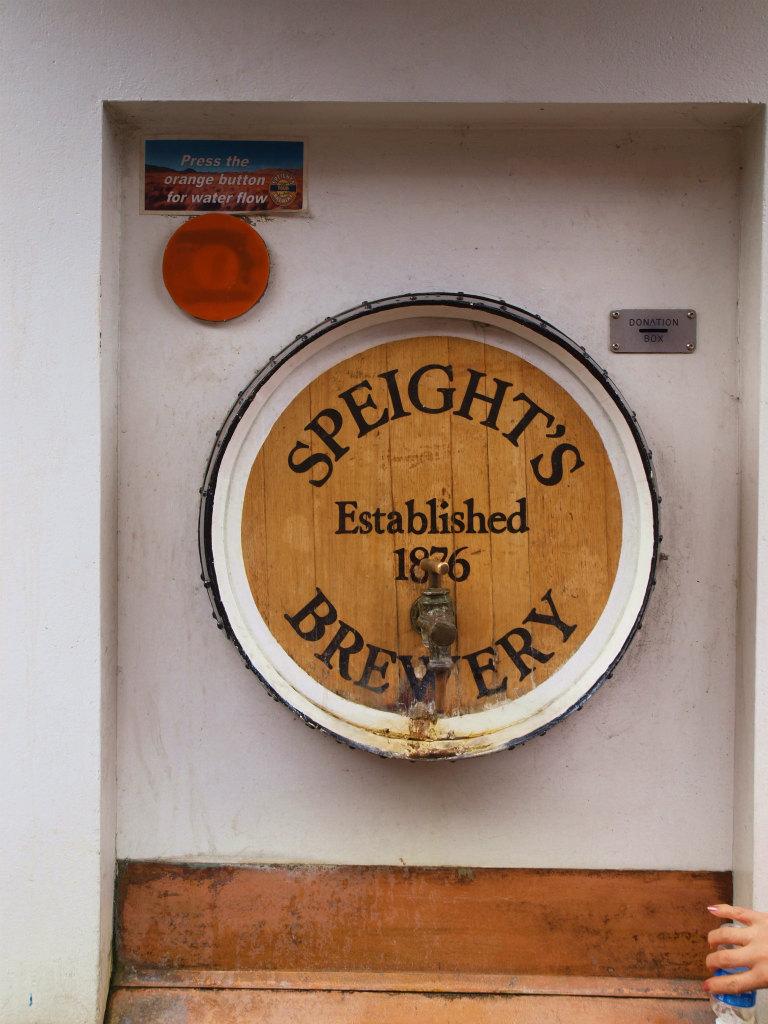 Press the
orange button
for water flow
DONATION
BOX
SPEIGHT'S
Established
1876
BREWERY